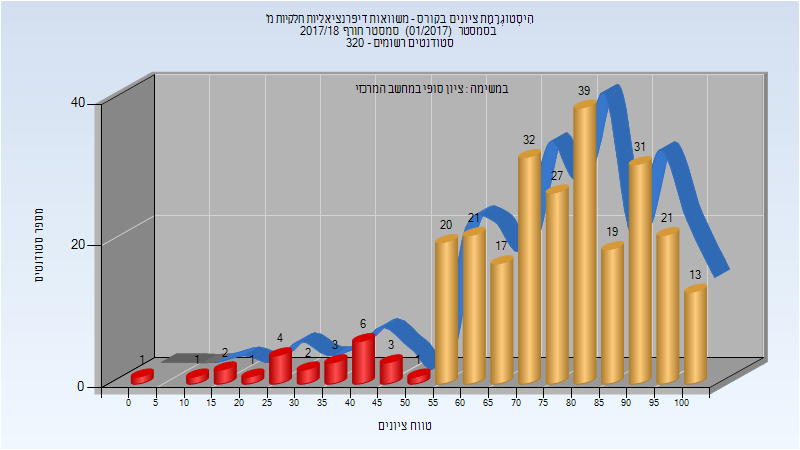 היסטוגרמת ציונים בקורס - משוואות דיפרנציאליות חלקיות מ'
בסמסטר (01/2017) סמסטר חורף 2017/18
סטודנטים רשומים - 320
במשימה : ציון סופי במחשב המרכזי
מספר סטודנטים
40
20
0
1 1 2 1 4 2 3 6 3 1 20 21 17 32 27 39 19 31 21 13
0 5 10 15 20 25 30 35 40 45 50 55 60 65 70 75 80 85 90 95 100
טווח ציונים